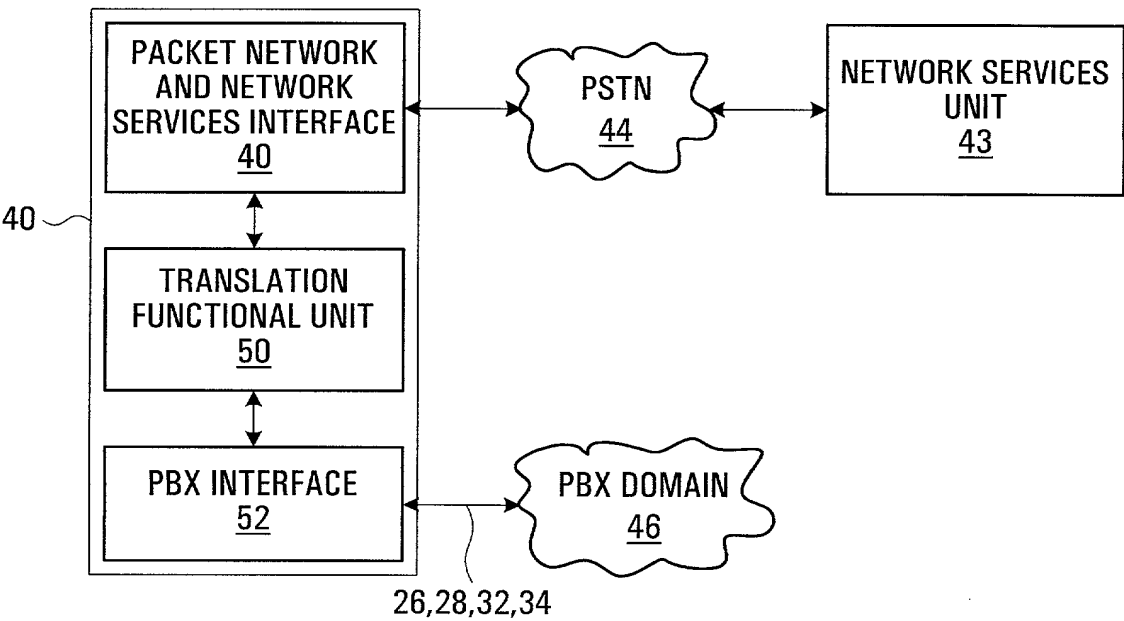 PACKET NETWORK
AND NETWORK
SERVICES INTERFACE
40
PSTN
44
NETWORK SERVICES
UNIT
43
40
TRANSLATION
FUNCTIONAL UNIT
50
PBX INTERFACE
52
PBX DOMAIN
46
26,28,32,34